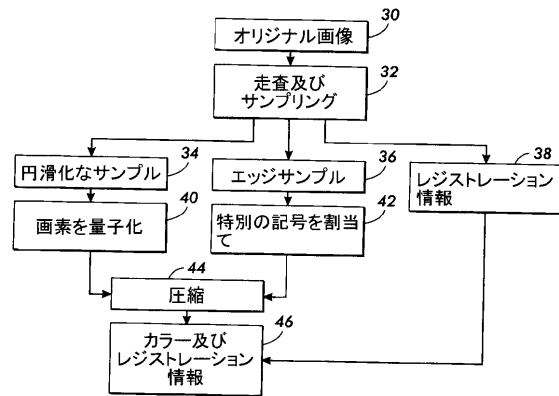 オリジナル画像
30
走査及び
サンプリング
32
円滑化なサンプル
34
エッジサンプル
36
レジストレーション
情報
38
画素を量子化
40
特別の記号を割当
て
42
圧縮
44
カラー及び
レジストレーション
情報
46